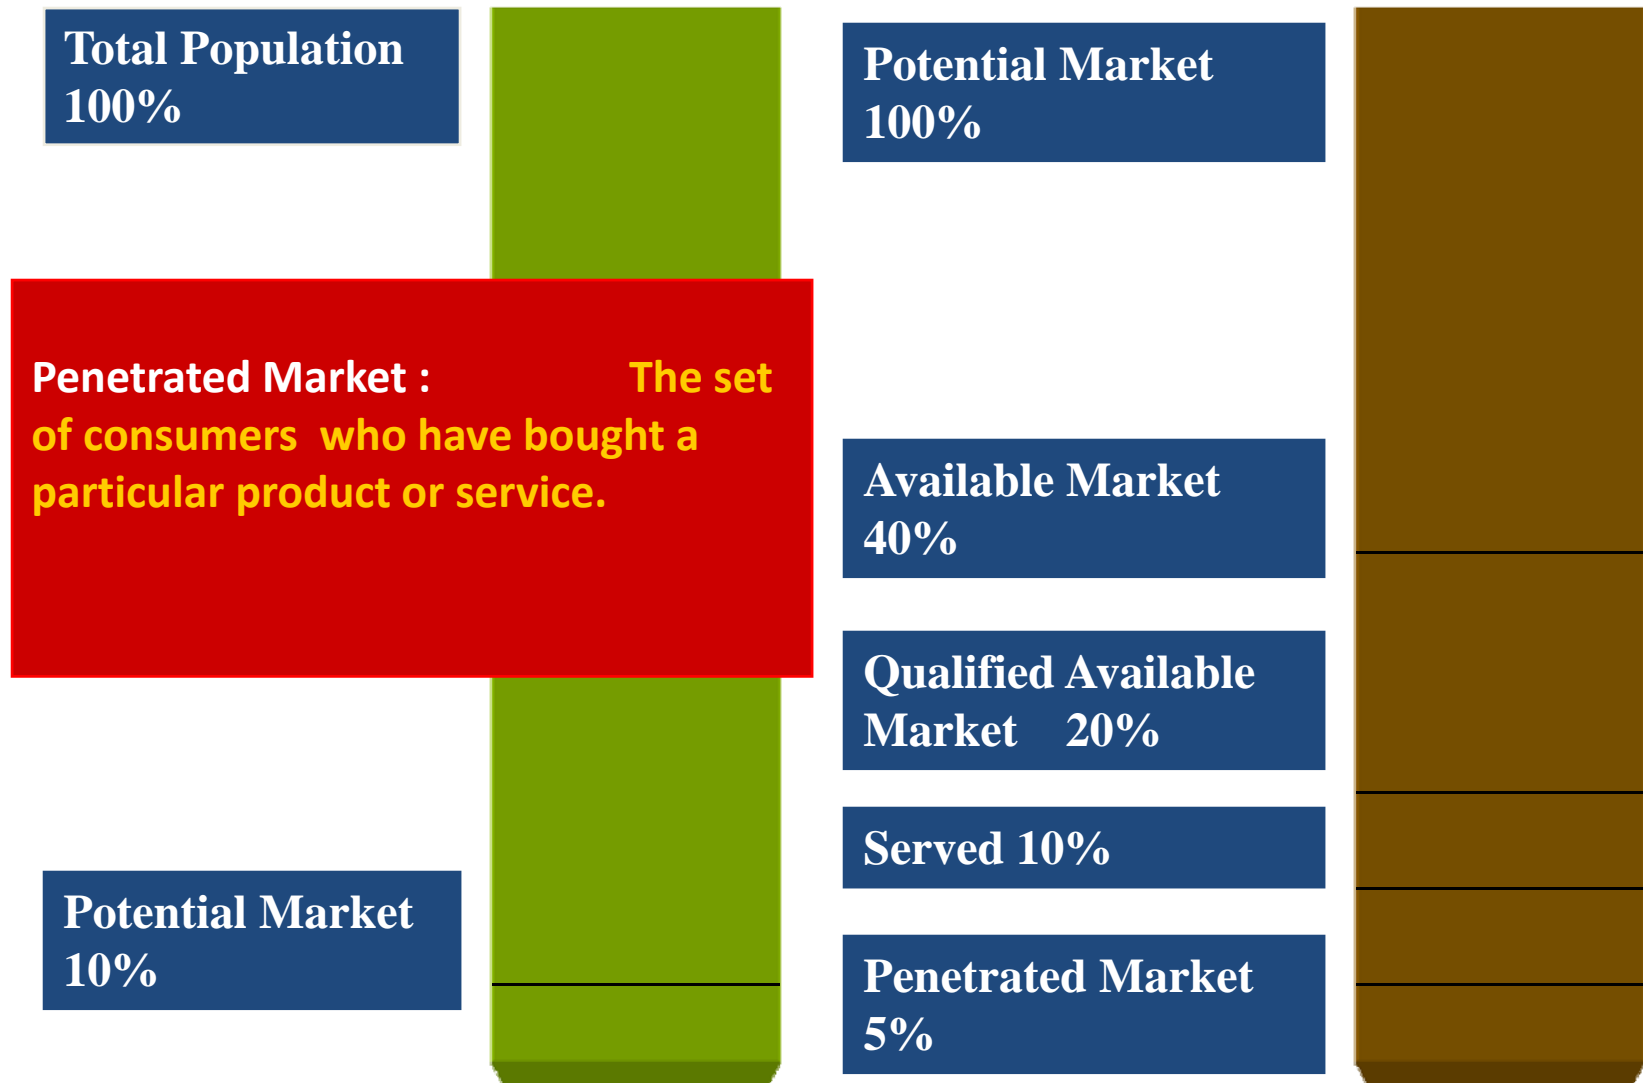 Total Population
100%
Penetrated Market : The set
of consumers who have bought a
particular product or service.
Potential Market
10%
Potential Market
100%
Available Market
40%
Qualified Available
Market 20%
Served 10%
Penetrated Market
5%